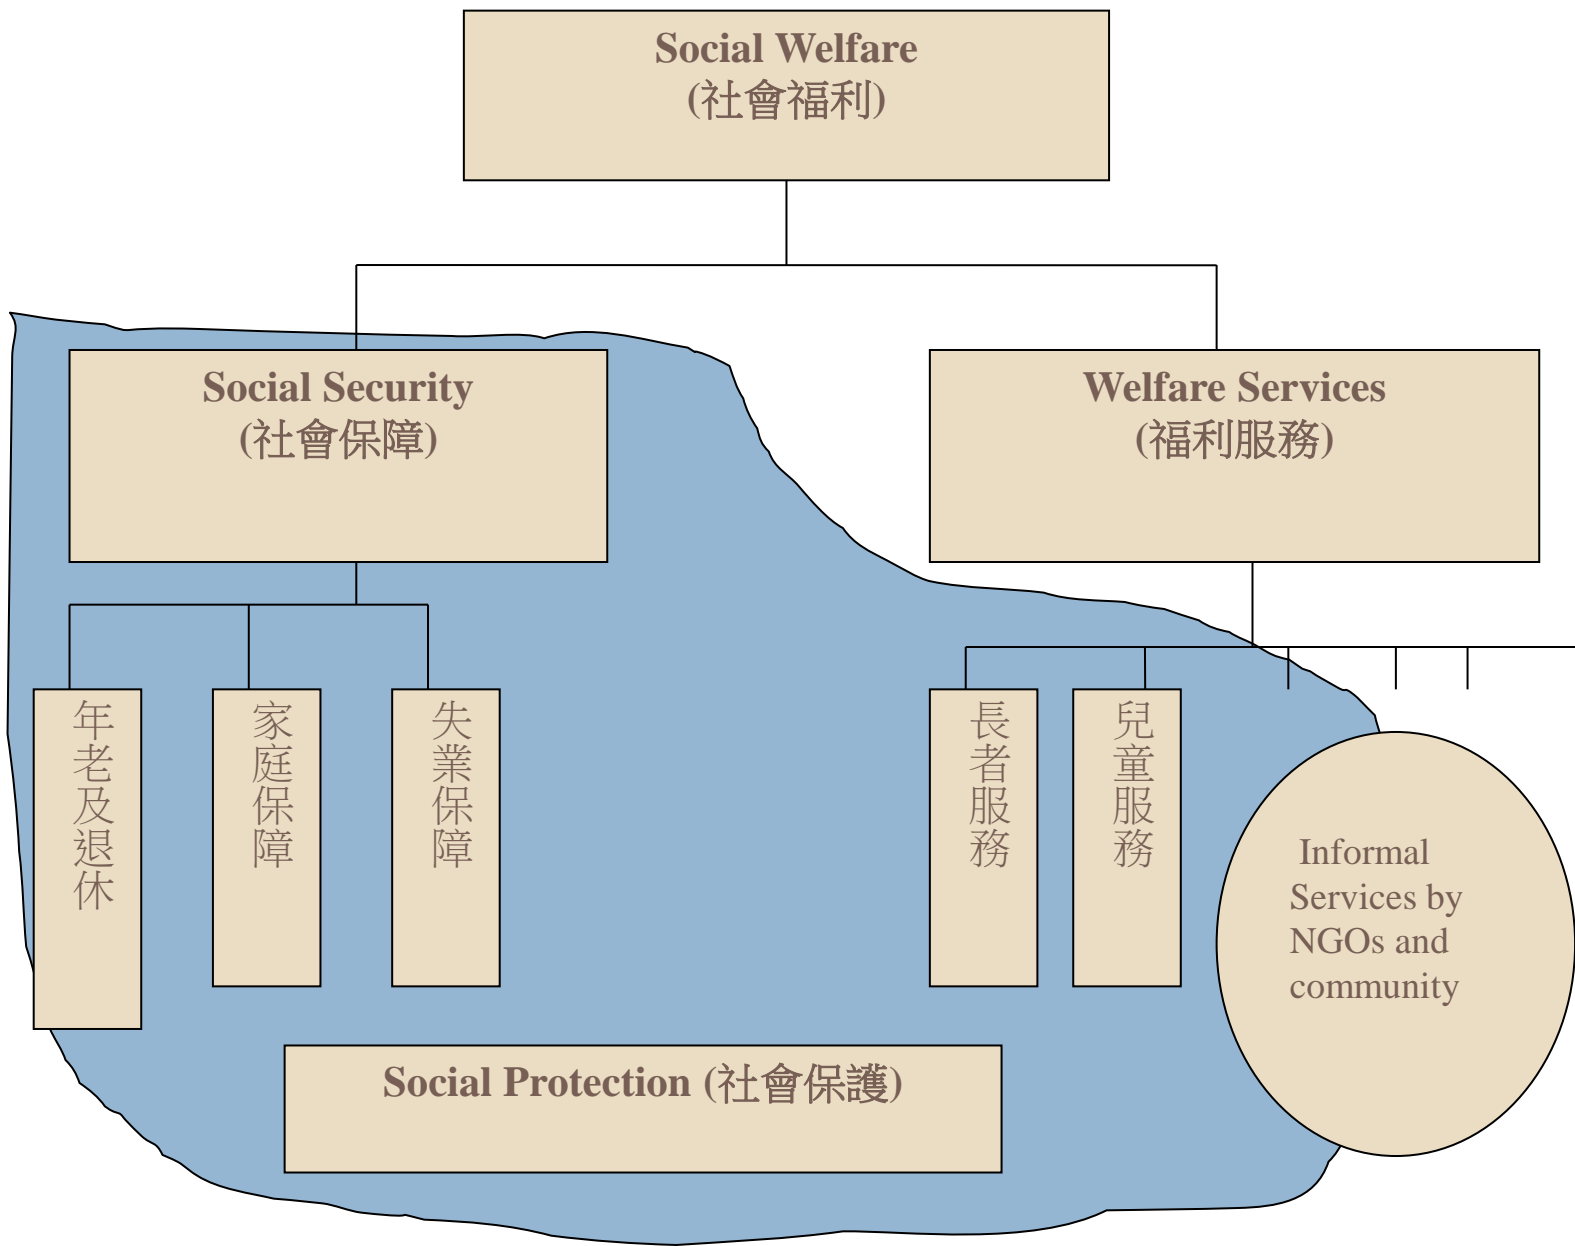 Social Welfare
(社會福利)
Social Security
(社會保障)
Welfare Services
(福利服務)
年老及退休
家庭保障
失業保障
長者服務
兒童服務
Informal
Services by
NGOs and
community
Social Protection (社會保護)